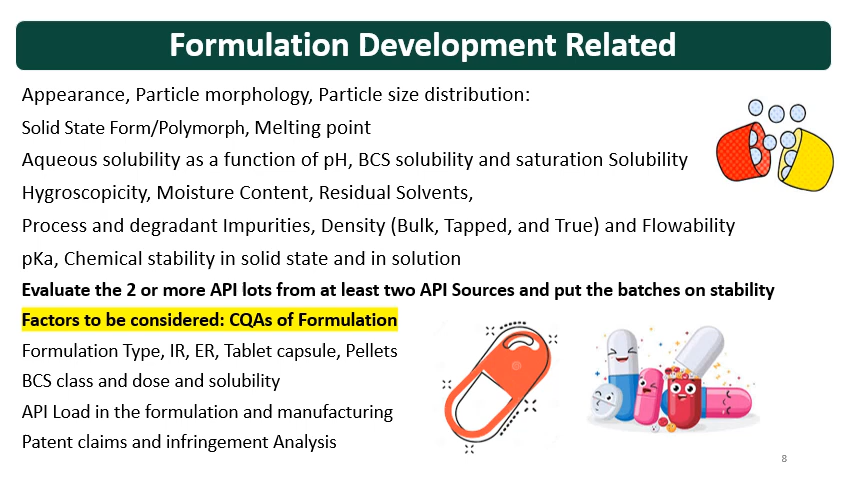 Formulation Development Related
Appearance, Particle morphology, Particle size distribution:
Solid State Form/Polymorph, Melting point
Aqueous solubility as a function of pH, BCS solubility and saturation Solubility
Hygroscopicity, Moisture Content, Residual Solvents,
Process and degradant Impurities, Density (Bulk, Tapped, and True) and Flowability
pKa, Chemical stability in solid state and in solution
Evaluate the 2 or more API lots from at least two API Sources and put the batches on stability
Factors to be considered: CQAs of Formulation
Formulation Type, IR, ER, Tablet capsule, Pellets
BCS class and dose and solubility
API Load in the formulation and manufacturing
Patent claims and infringement Analysis
8